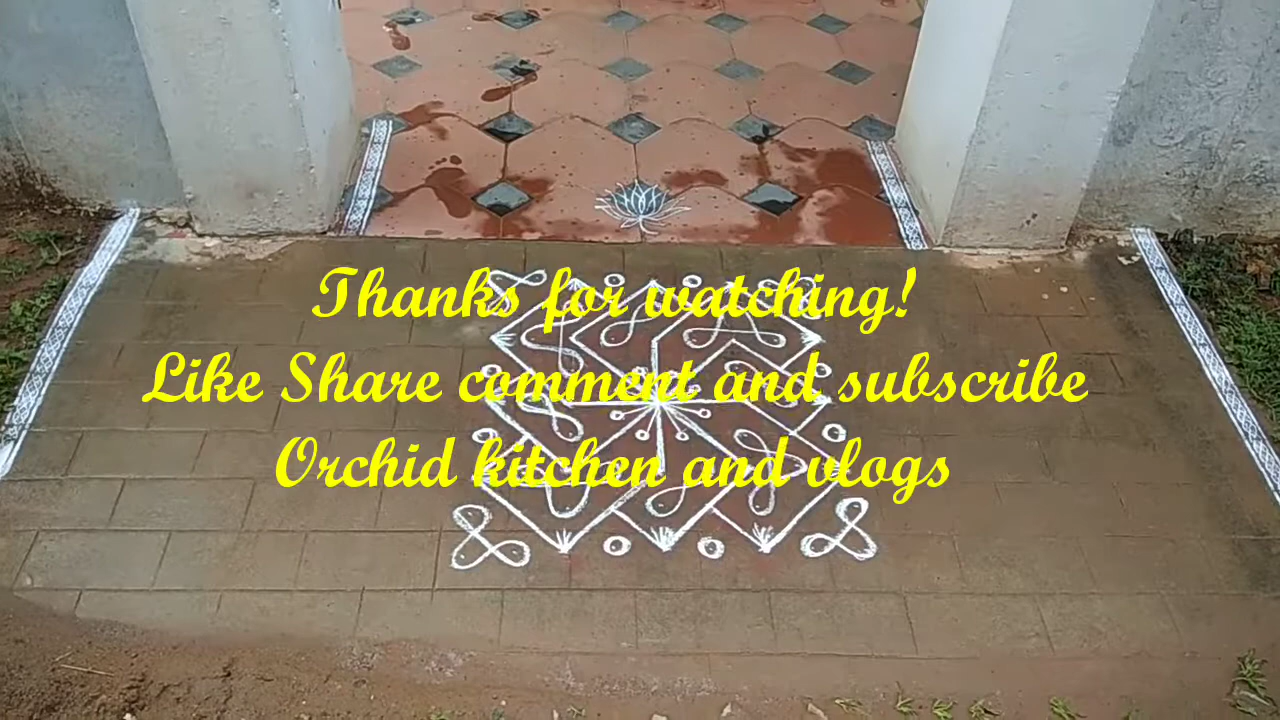 Thanks for watching!
Like Share comment and subscribe
Orchid kitchen and vlogs